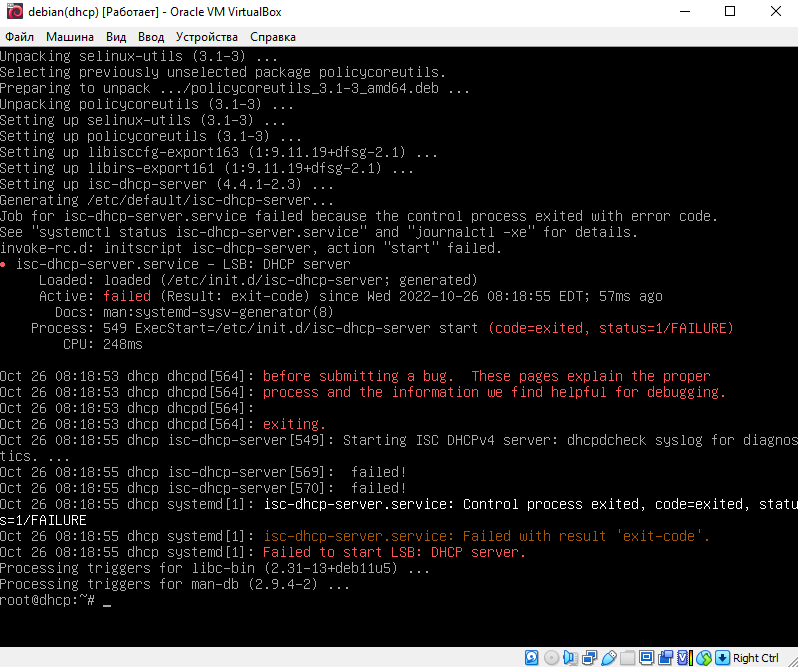 debian(dhcp) [Работает] - Oracle VM VirtualBox
Файл Машина Вид Ввод Устройства Справка
Unpacking selinux-utils (3.1-3) ...
Selecting previously unselected package policycoreutils.
Preparing to unpack .../policycoreutils_3.1-3_amd64.deb ...
Unpacking policycoreutils (3.1-3) ...
Setting up selinux-utils (3.1-3) ...
Setting up policycoreutils (3.1-3) ...
Setting up libisccfg-export163 (1:9.11.19+dfsg-2.1) ...
Setting up libirs-export161 (1:9.11.19+dfsg-2.1) ...
Setting up isc-dhcp-server (4.4.1-2.3) ...
Generating /etc/default/isc-dhcp-server...
Job for isc-dhcp-server.service failed because the control process exited with error code.
See "systemctl status isc-dhcp-server.service" and "journalctl -xe" for details.
invoke-rc.d: initscript isc-dhcp-server, action "start" failed.
● isc-dhcp-server.service - LSB: DHCP server
Loaded: loaded (/etc/init.d/isc-dhcp-server; generated)
Active: failed (Result: exit-code) since Wed 2022-10-26 08:18:55 EDT; 57ms ago
Docs: man:systemd-sysv-generator(8)
Process: 549 ExecStart=/etc/init.d/isc-dhcp-server start (code=exited, status=1/FAILURE)
CPU: 248ms
Oct 26 08:18:53 dhcp dhcpd[564]: before submitting a bug.  These pages explain the proper
Oct 26 08:18:53 dhcp dhcpd[564]: process and the information we find helpful for debugging.
Oct 26 08:18:53 dhcp dhcpd[564]:
Oct 26 08:18:53 dhcp dhcpd[564]: exiting.
Oct 26 08:18:55 dhcp isc-dhcp-server[549]: Starting ISC DHCPv4 server: dhcpdcheck syslog for diagnos
tics. ...
Oct 26 08:18:55 dhcp isc-dhcp-server[569]:  failed!
Oct 26 08:18:55 dhcp isc-dhcp-server[570]:  failed!
Oct 26 08:18:55 dhcp systemd[1]: isc-dhcp-server.service: Control process exited, code=exited, statu
s=1/FAILURE
Oct 26 08:18:55 dhcp systemd[1]: isc-dhcp-server.service: Failed with result 'exit-code'.
Oct 26 08:18:55 dhcp systemd[1]: Failed to start LSB: DHCP server.
Processing triggers for libc-bin (2.31-13+deb11u5) ...
Processing triggers for man-db (2.9.4-2) ...
root@dhcp:~# _
Right Ctrl